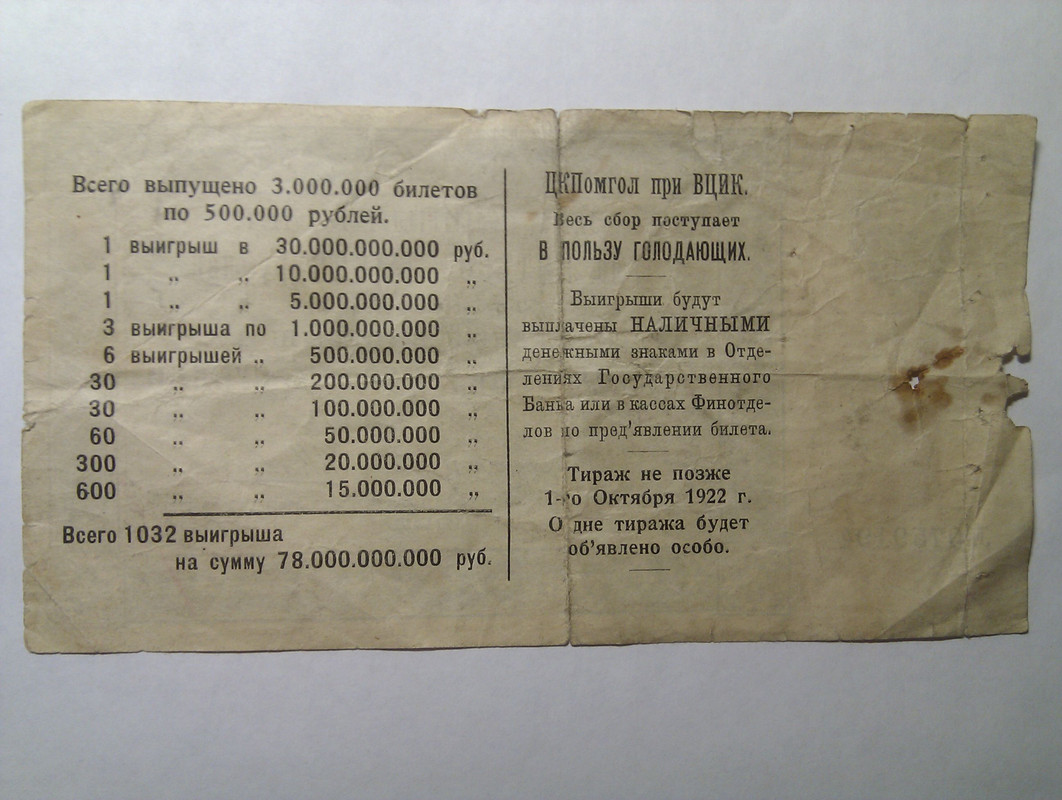 Всего выпущено 3.000.000 билетов
по 500.000 рублей.
1 выигрыш в 30.000.000.000 руб.
1 „ „ 10.000.000.000 „
1 „ „ 5.000.000.000 „
3 выигрыша по 1.000.000.000 „
6 выигрышей „ 500.000.000 „
30 „ „ 200.000.000 „
30 „ „ 100.000.000 „
60 „ „ 50.000.000 „
300 „ „ 20.000.000 „
600 „ „ 15.000.000 „
Всего 1032 выигрыша
на сумму 78.000.000.000 руб.
ЦКПомгол при ВЦИК.
Весь сбор поступает
В ПОЛЬЗУ ГОЛОДАЮЩИХ.
Выигрыши будут
выплачены НАЛИЧНЫМИ
денежными знаками в Отде-
лениях Государственного
Банка или в кассах Финотде-
лов по пред'явлении билета.
Тираж не позже
1-го Октября 1922 г.
О дне тиража будет
об'явлено особо.